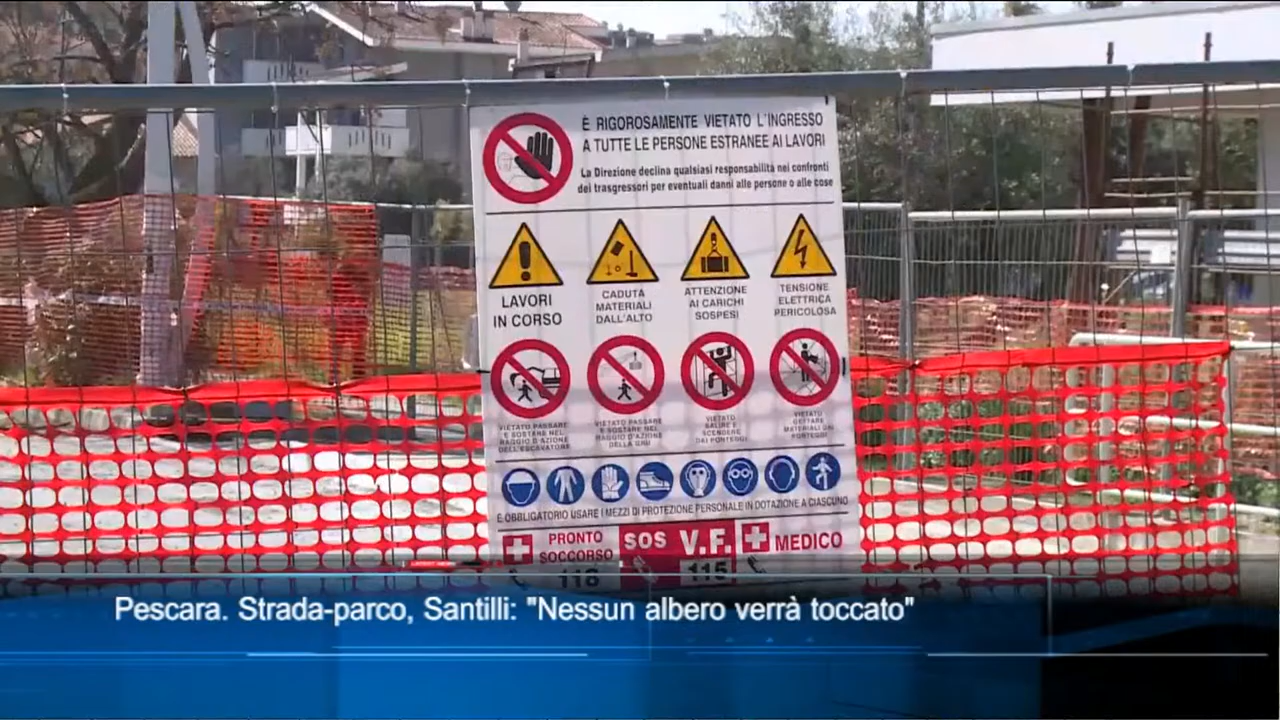 È RIGOROSAMENTE VIETATO L'INGRESSO
A TUTTE LE PERSONE ESTRANEE AI LAVORI
La Direzione declina qualsiasi responsabilità nei confronti
dei trasgressori per eventuali danni alle persone o alle cose
LAVORI
IN CORSO
CADUTA
MATERIALI
DALL'ALTO
ATTENZIONE
AI CARICHI
SOSPESI
TENSIONE
ELETTRICA
PERICOLOSA
VIETATO PASSARE
E SOSTARE NEL
RAGGIO D'AZIONE
DELL'ESCAVATORE
VIETATO PASSARE
E SOSTARE NEL
RAGGIO D'AZIONE
DELLA GRU
VIETATO
SALIRE E
SCENDERE
DAI PONTEGGI
VIETATO
GETTARE
MATERIALI DAI
PONTEGGI
È OBBLIGATORIO USARE I MEZZI DI PROTEZIONE PERSONALE IN DOTAZIONE A CIASCUNO
PRONTO
SOCCORSO
118
SOS V.F.
115
MEDICO
Pescara. Strada-parco, Santilli: "Nessun albero verrà toccato"